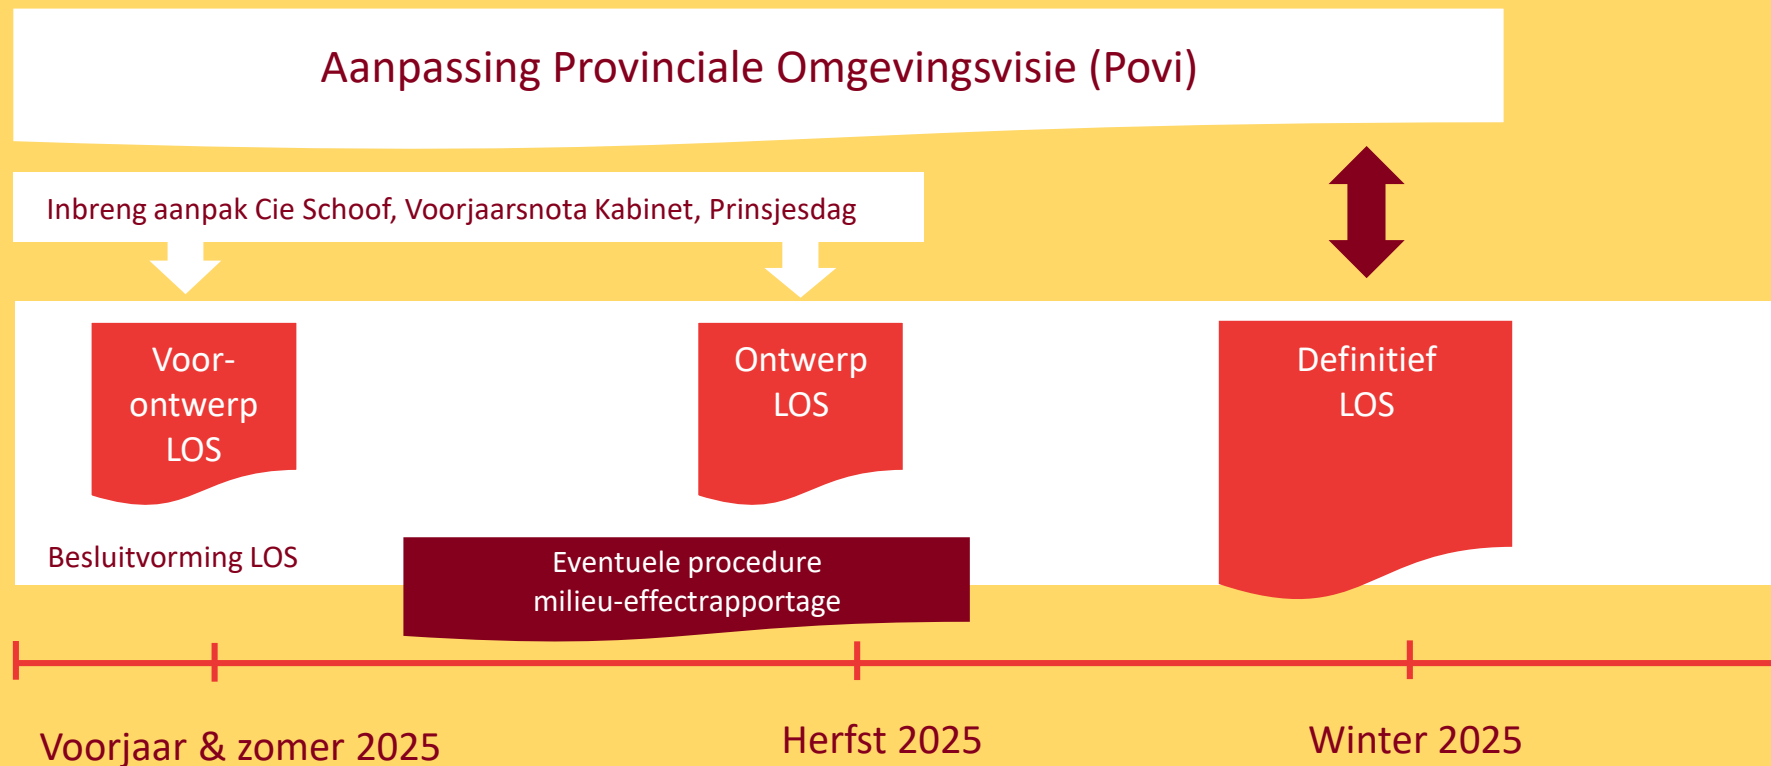 Aanpassing Provinciale Omgevingsvisie (Povi)
Inbreng aanpak Cie Schoof, Voorjaarsnota Kabinet, Prinsjesdag
Voor-
ontwerp
LOS
Ontwerp
LOS
Definitief
LOS
Besluitvorming LOS
Eventuele procedure
milieu-effectrapportage
Voorjaar & zomer 2025
Herfst 2025
Winter 2025